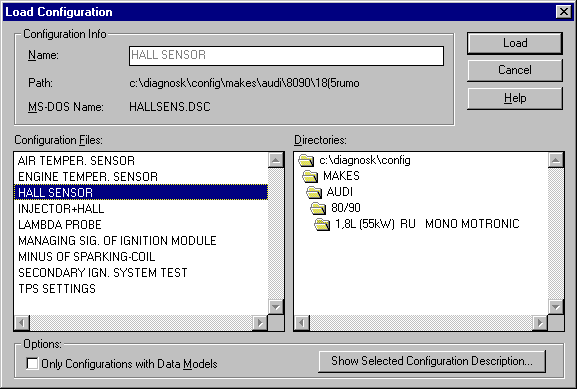 Load Configuration
Configuration Info
Name: HALL SENSOR
Load
Path: c:\diagnosk\config\makes\audi\8090\18(5rumo
Cancel
MS-DOS Name: HALLSENS.DSC
Help
Configuration Files:
AIR TEMPER. SENSOR
ENGINE TEMPER. SENSOR
HALL SENSOR
INJECTOR+HALL
LAMBDA PROBE
MANAGING SIG. OF IGNITION MODULE
MINUS OF SPARKING-COIL
SECONDARY IGN. SYSTEM TEST
TPS SETTINGS
Directories:
c:\diagnosk\config
MAKES
AUDI
80/90
1,8L (55kW) RU MONO MOTRONIC
Options:
Only Configurations with Data Models
Show Selected Configuration Description...